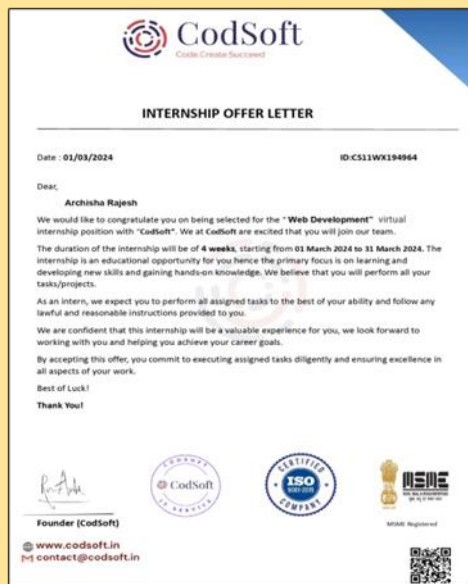 CodSoft
Code.Create Succeed
INTERNSHIP OFFER LETTER
Date : 01/03/2024 ID:CS11WX194964
Dear,
Archisha Rajesh
We would like to congratulate you on being selected for the "Web Development" virtual
internship position with "CodSoft". We at CodSoft are excited that you will join our team.
The duration of the internship will be of 4 weeks, starting from 01 March 2024 to 31 March 2024. The
internship is an educational opportunity for you hence the primary focus is on learning and
developing new skills and gaining hands-on knowledge. We believe that you will perform all your
tasks/projects.
As an intern, we expect you to perform all assigned tasks to the best of your ability and follow any
lawful and reasonable instructions provided to you.
We are confident that this internship will be a valuable experience for you, we look forward to
working with you and helping you achieve your career goals.
By accepting this offer, you commit to executing assigned tasks diligently and ensuring excellence in
all aspects of your work.
Best of Luck!
Thank You!
CODSOFT
CodSoft
IT SERVICE
CERTIFIED
ISO
9001:2015
COMPANY
MSME
Founder (CodSoft)
MSME Registered
www.codsoft.in
contact@codsoft.in